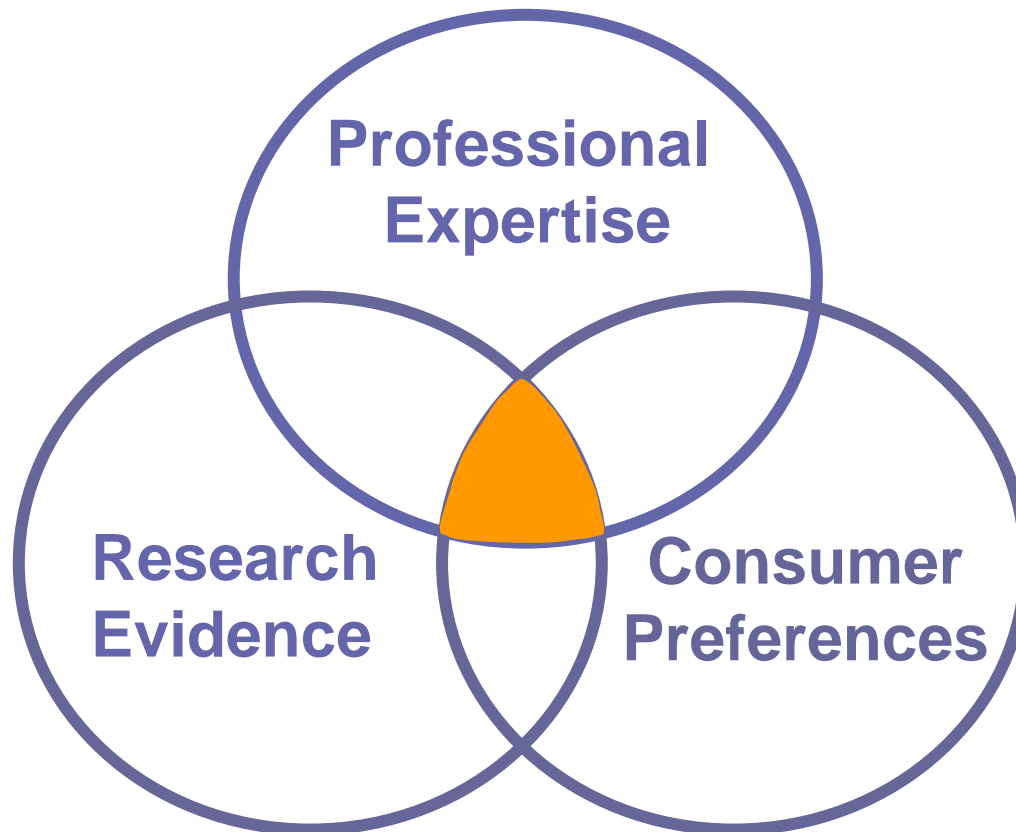 Professional
Expertise
Research
Evidence
Consumer
Preferences